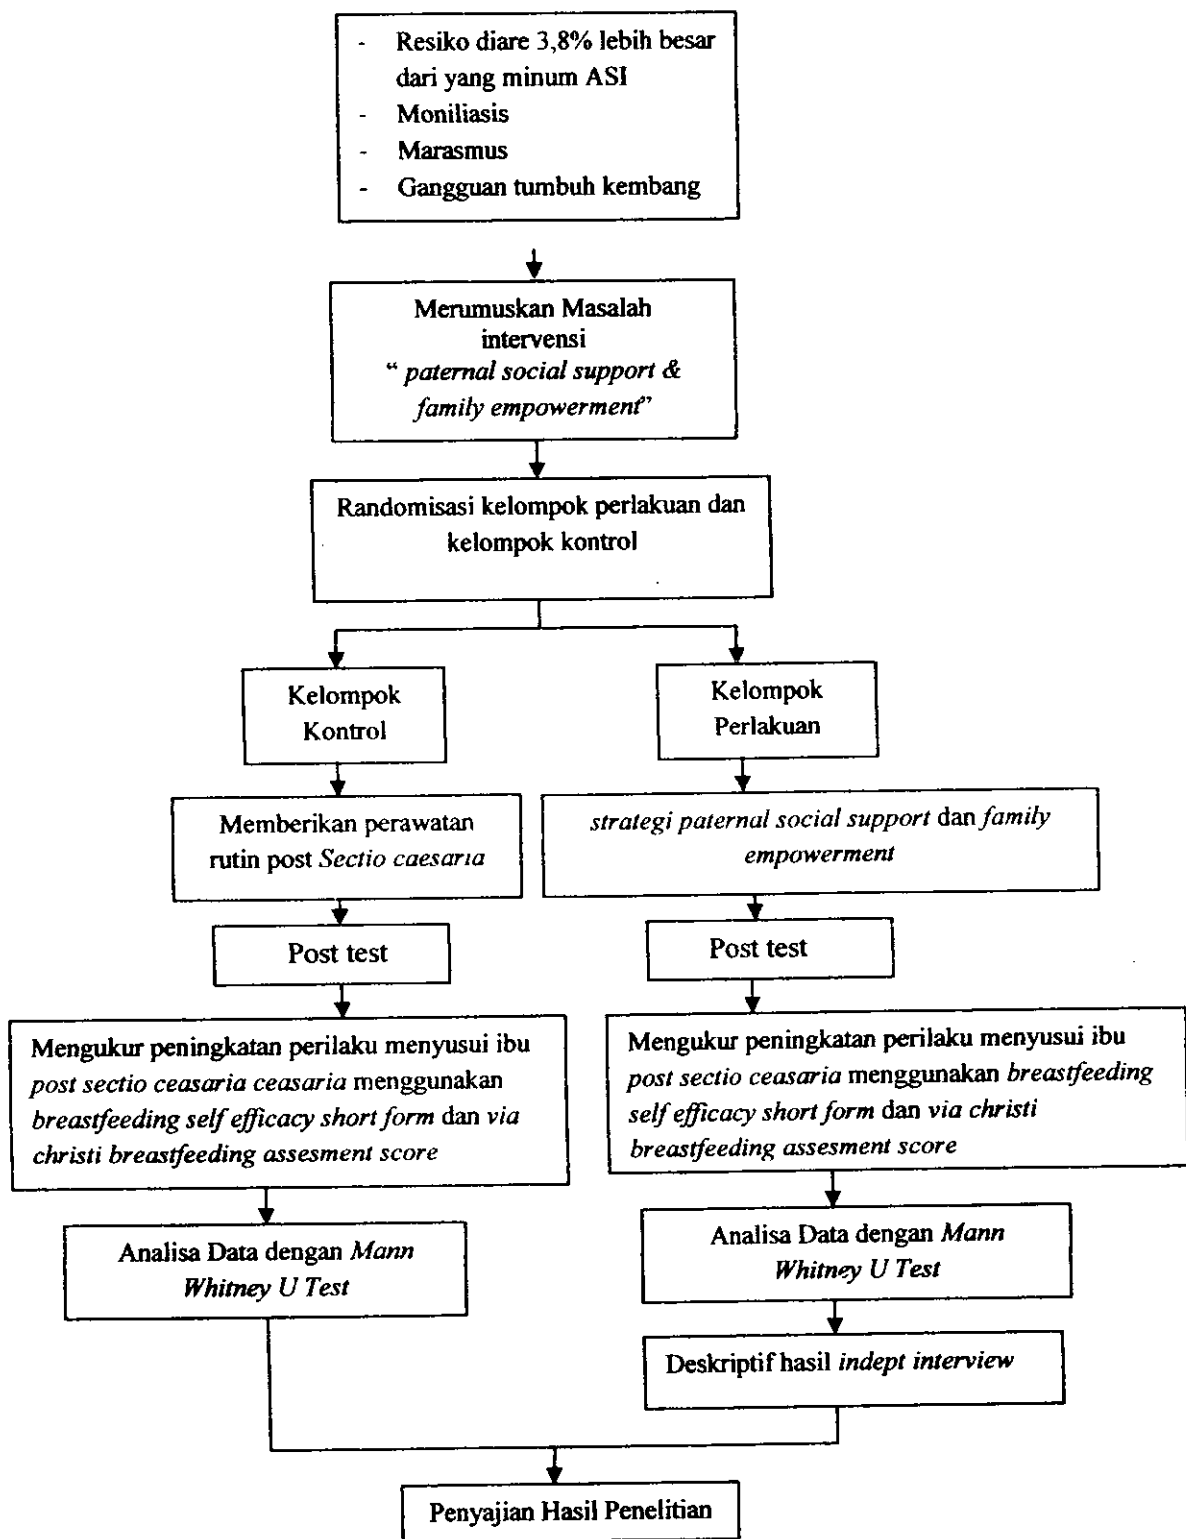 - Resiko diare 3,8% lebih besar
dari yang minum ASI
- Moniliasis
- Marasmus
- Gangguan tumbuh kembang
Merumuskan Masalah
intervensi
“ paternal social support &
family empowerment”
Randomisasi kelompok perlakuan dan
kelompok kontrol
Kelompok
Kontrol
Kelompok
Perlakuan
Memberikan perawatan
rutin post Sectio caesaria
strategi paternal social support dan family
empowerment
Post test
Post test
Mengukur peningkatan perilaku menyusui ibu
post sectio ceasaria ceasaria menggunakan
breastfeeding self efficacy short form dan via
christi breastfeeding assesment score
Mengukur peningkatan perilaku menyusui ibu
post sectio ceasaria menggunakan breastfeeding
self efficacy short form dan via christi
breastfeeding assesment score
Analisa Data dengan Mann
Whitney U Test
Analisa Data dengan Mann
Whitney U Test
Deskriptif hasil indept interview
Penyajian Hasil Penelitian